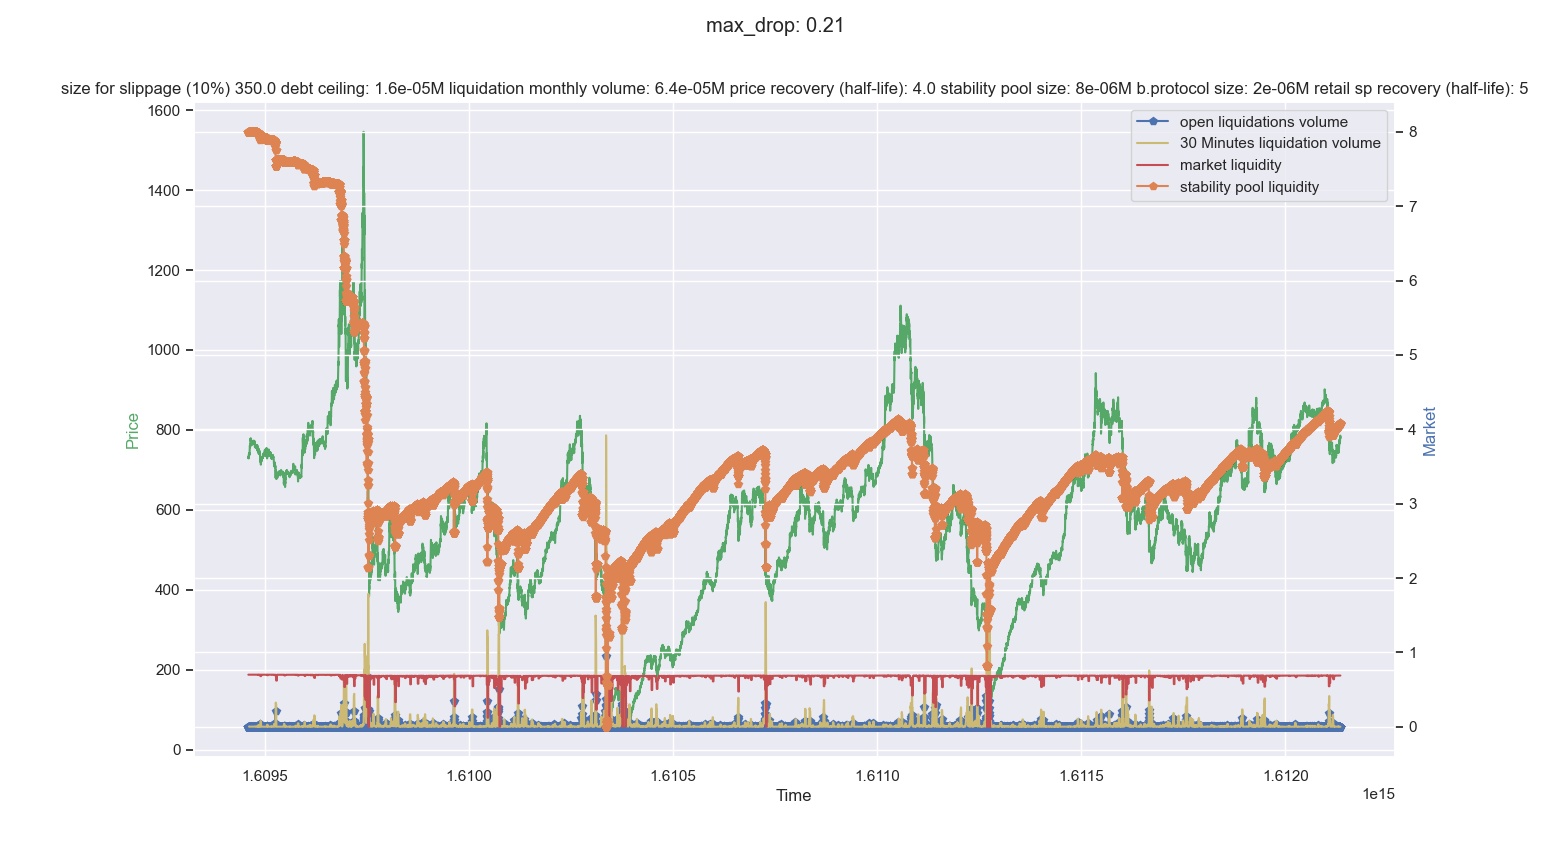 max_drop: 0.21
size for slippage (10%) 350.0 debt ceiling: 1.6e-05M liquidation monthly volume: 6.4e-05M price recovery (half-life): 4.0 stability pool size: 8e-06M b.protocol size: 2e-06M retail sp recovery (half-life): 5
1600
1400
1200
1000
800
600
400
200
0
Price
open liquidations volume
30 Minutes liquidation volume
market liquidity
stability pool liquidity
8
7
6
5
4
3
2
1
0
Market
1.6095
1.6100
1.6105
1.6110
1.6115
1.6120
Time
1e15